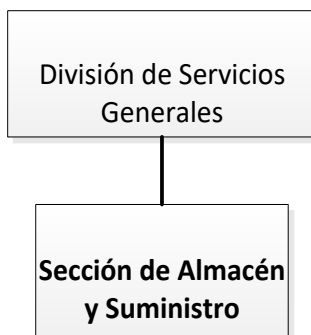 División de Servicios
Generales
Sección de Almacén
y Suministro